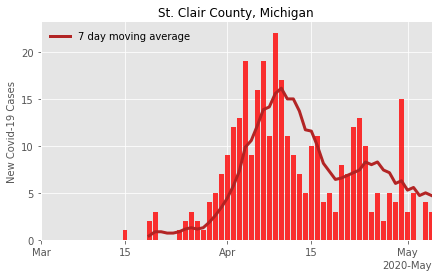 St. Clair County, Michigan
7 day moving average
New Covid-19 Cases
20
15
10
5
0
Mar
15
Apr
15
May
2020-May